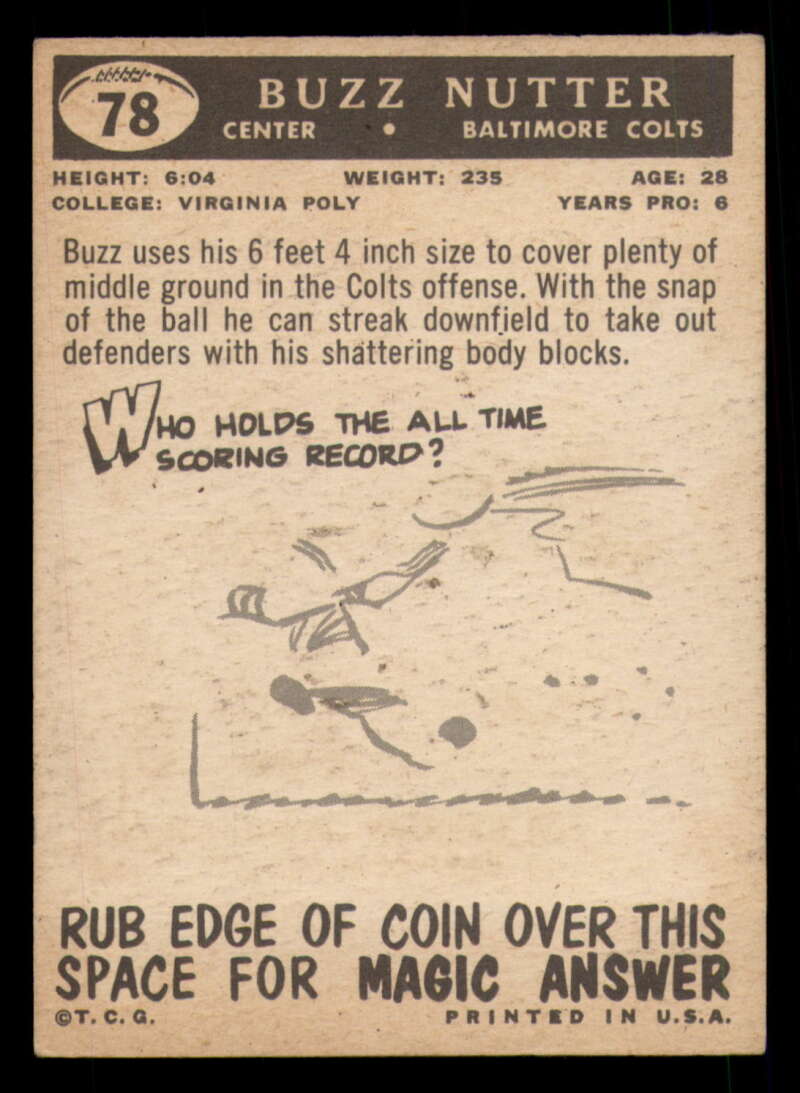 78
BUZZ NUTTER
CENTER • BALTIMORE COLTS
HEIGHT: 6:04 WEIGHT: 235 AGE: 28
COLLEGE: VIRGINIA POLY YEARS PRO: 6
Buzz uses his 6 feet 4 inch size to cover plenty of
middle ground in the Colts offense. With the snap
of the ball he can streak downfield to take out
defenders with his shattering body blocks.
WHO HOLDS THE ALL TIME
SCORING RECORD?
RUB EDGE OF COIN OVER THIS
SPACE FOR MAGIC ANSWER
©T. C. G. PRINTED IN U.S.A.